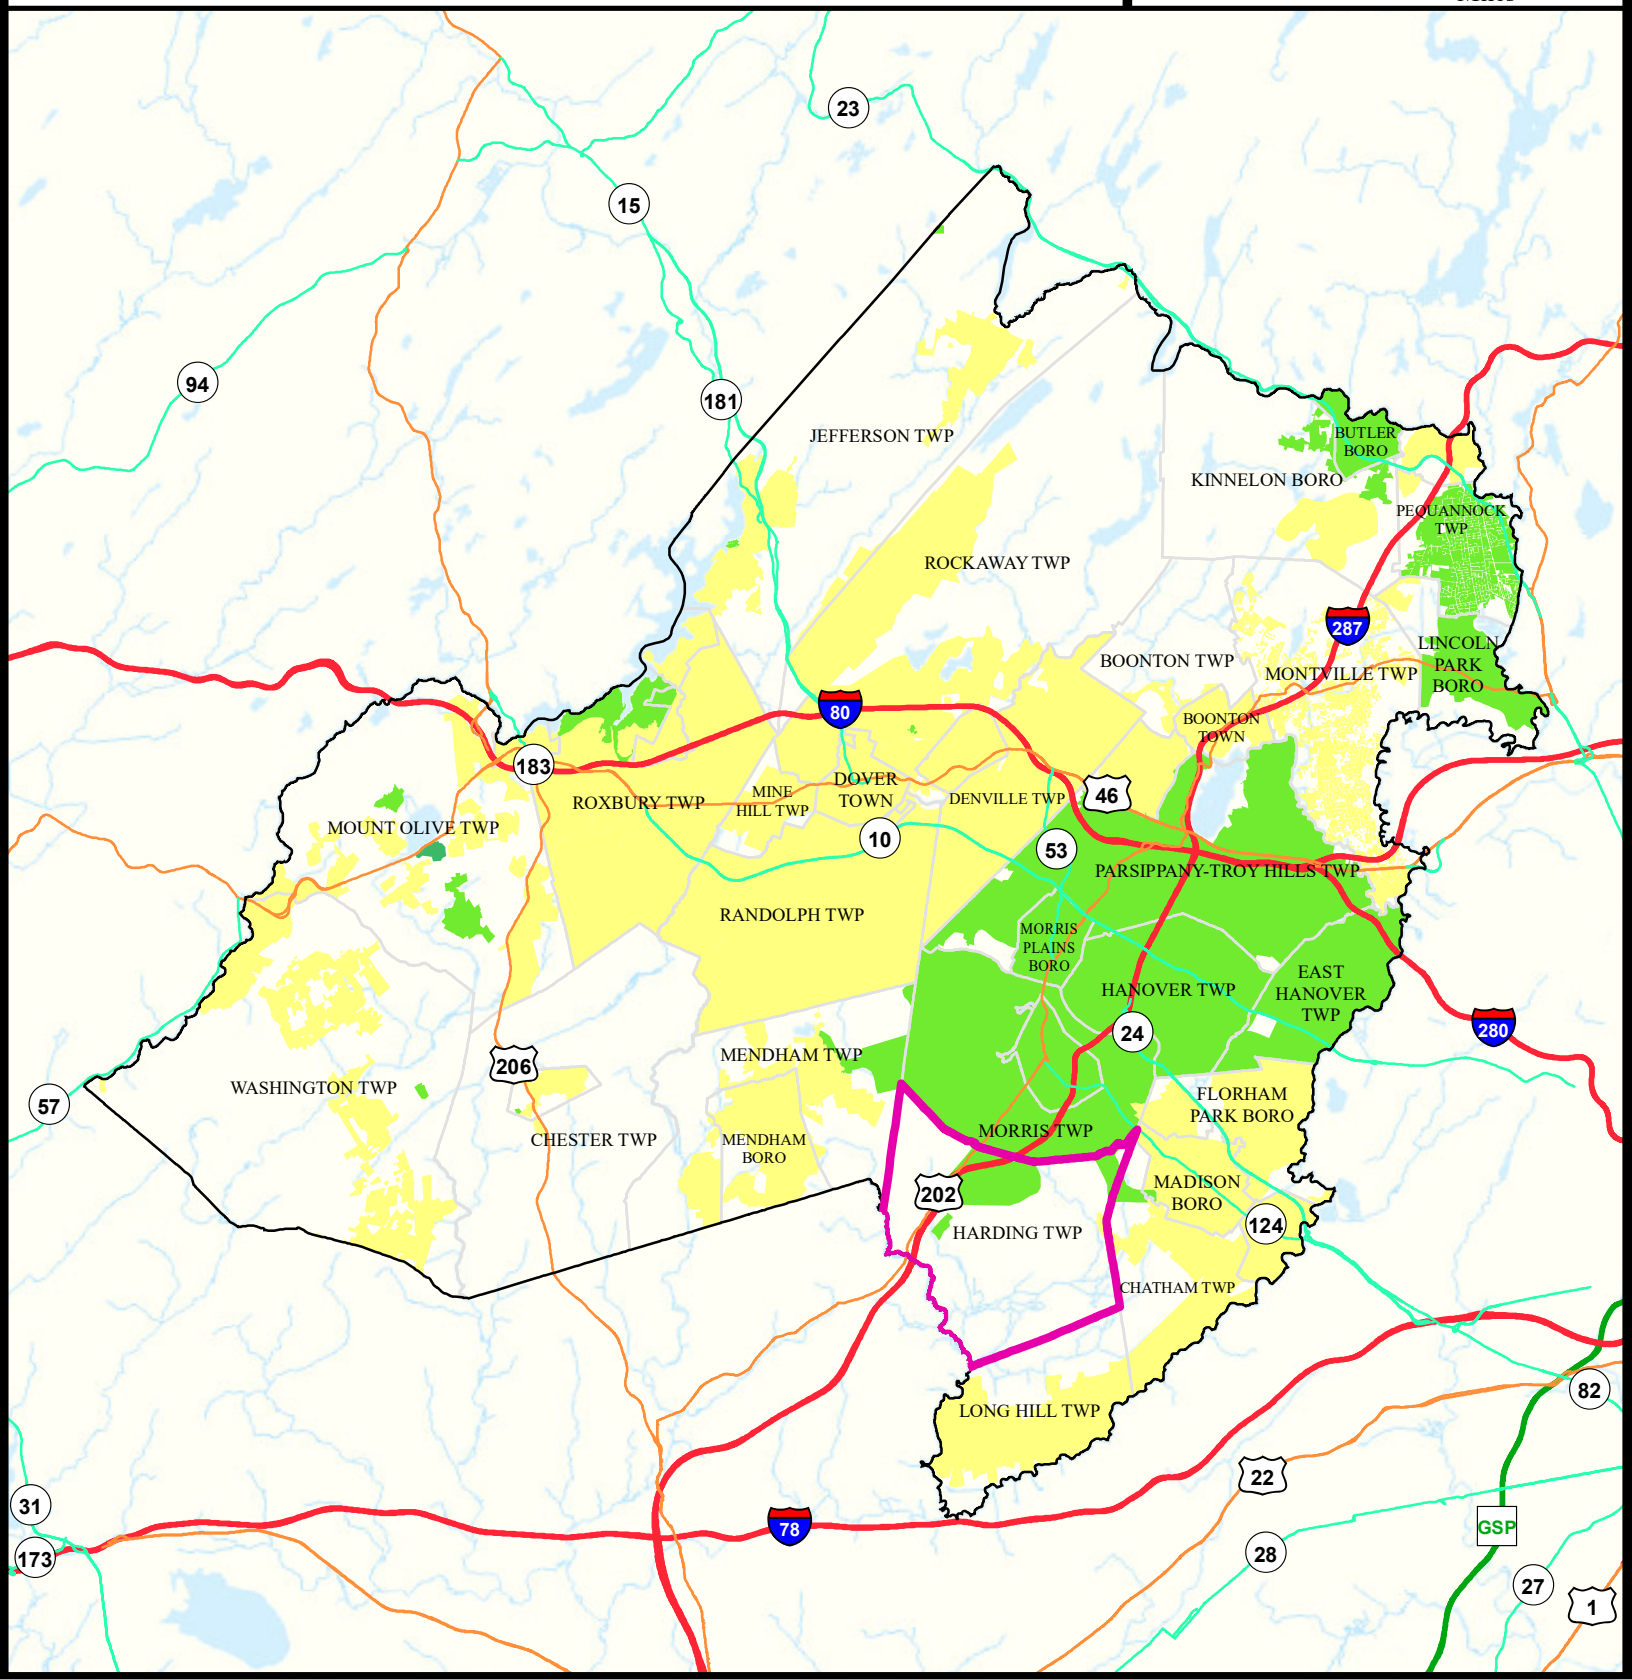 23
15
94
181
JEFFERSON TWP
BUTLER
BORO
KINNELON BORO
PEQUANNOCK
TWP
ROCKAWAY TWP
287
LINCOLN
PARK
BORO
BOONTON TWP
MONTVILLE TWP
80
BOONTON
TOWN
183
ROXBURY TWP
MINE
HILL TWP
DOVER
TOWN
DENVILLE TWP
46
MOUNT OLIVE TWP
10
53
PARSIPPANY-TROY HILLS TWP
RANDOLPH TWP
MORRIS
PLAINS
BORO
HANOVER TWP
EAST
HANOVER
TWP
280
24
MENDHAM TWP
206
WASHINGTON TWP
57
FLORHAM
PARK BORO
CHESTER TWP
MENDHAM
BORO
MORRIS TWP
202
MADISON
BORO
124
HARDING TWP
CHATHAM TWP
82
LONG HILL TWP
22
31
78
GSP
173
28
27
1